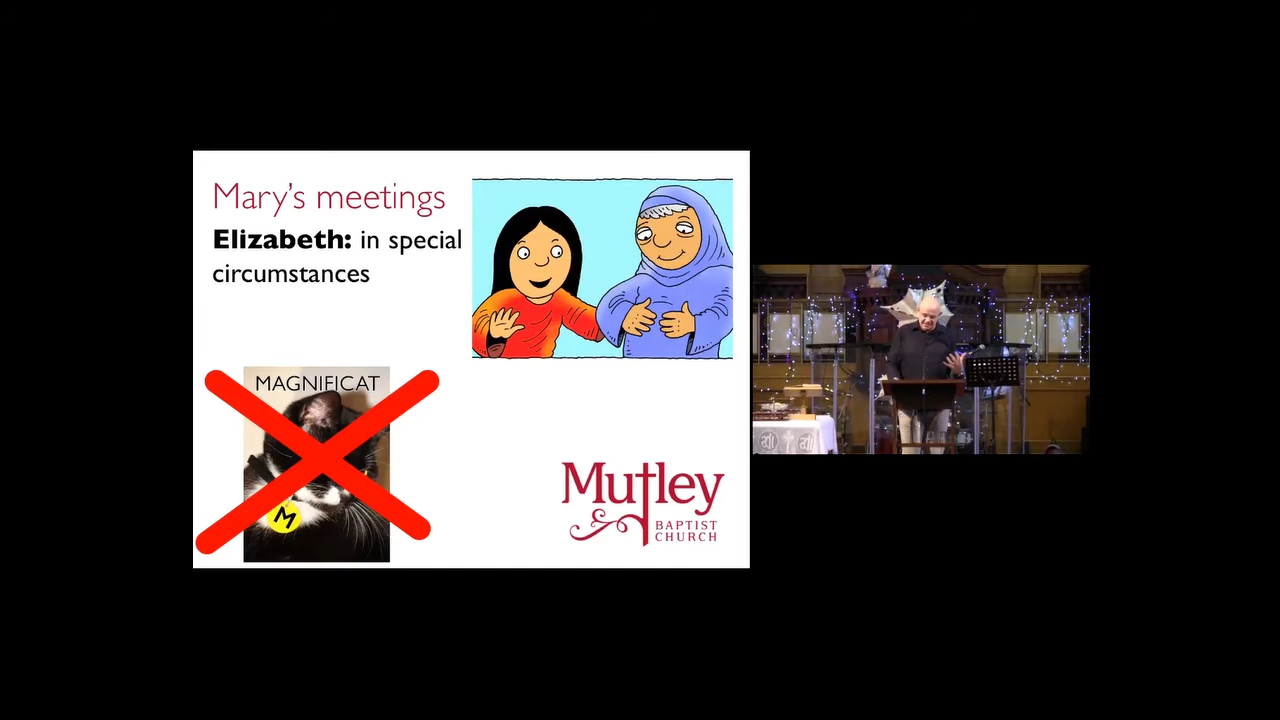 Mary's meetings
Elizabeth: in special
circumstances
MAGNIFICAT
M
Mutley
BAPTIST
CHURCH